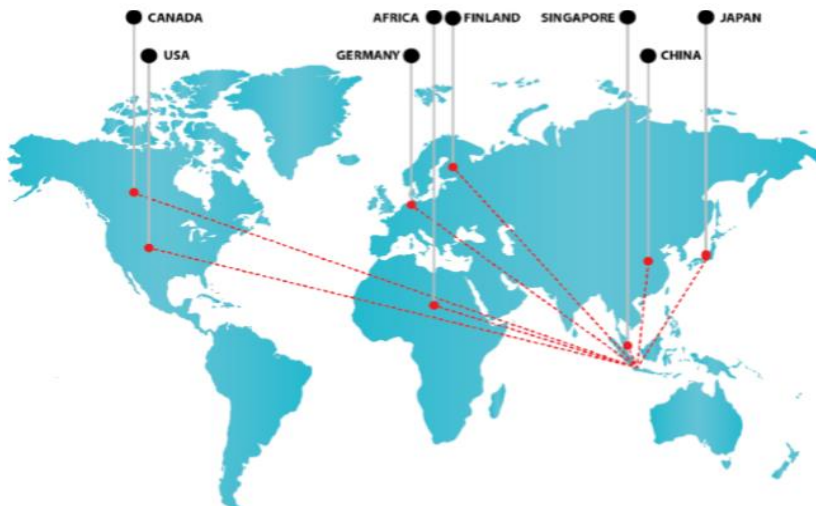 CANADA
AFRICA
FINLAND
SINGAPORE
JAPAN
USA
GERMANY
CHINA